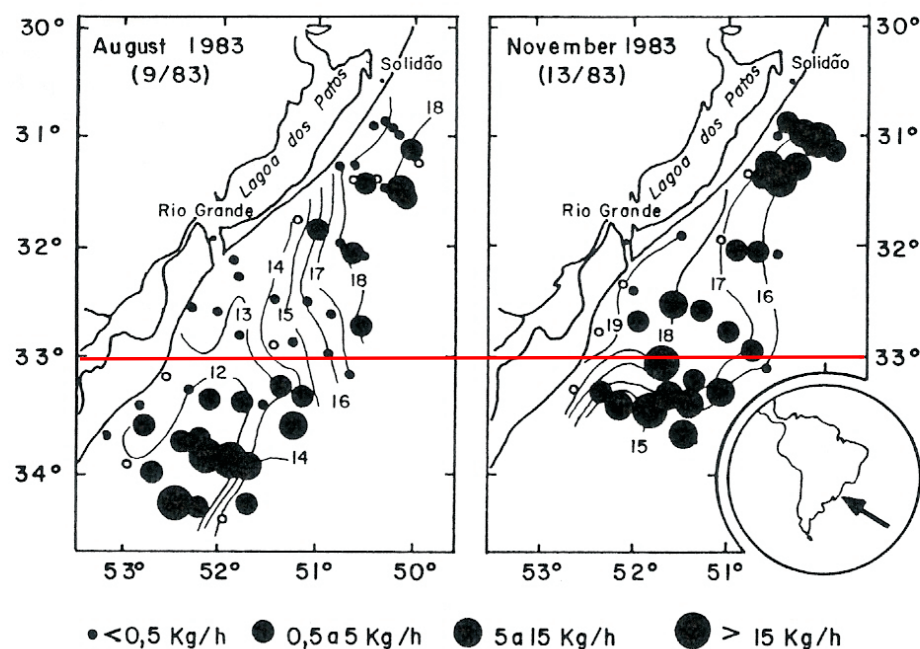 August 1983
(9/83)
Solidão
Lagoa dos Patos
Rio Grande
18
14
17
13
15
18
12
16
14
30°
31°
32°
33°
34°
53°
52°
51°
50°
November 1983
(13/83)
Solidão
Lagoa dos Patos
Rio Grande
17
16
19
18
15
30°
31°
32°
33°
34°
53°
52°
51°
< 0,5 Kg/h
0,5 a 5 Kg/h
5 a 15 Kg/h
> 15 Kg/h